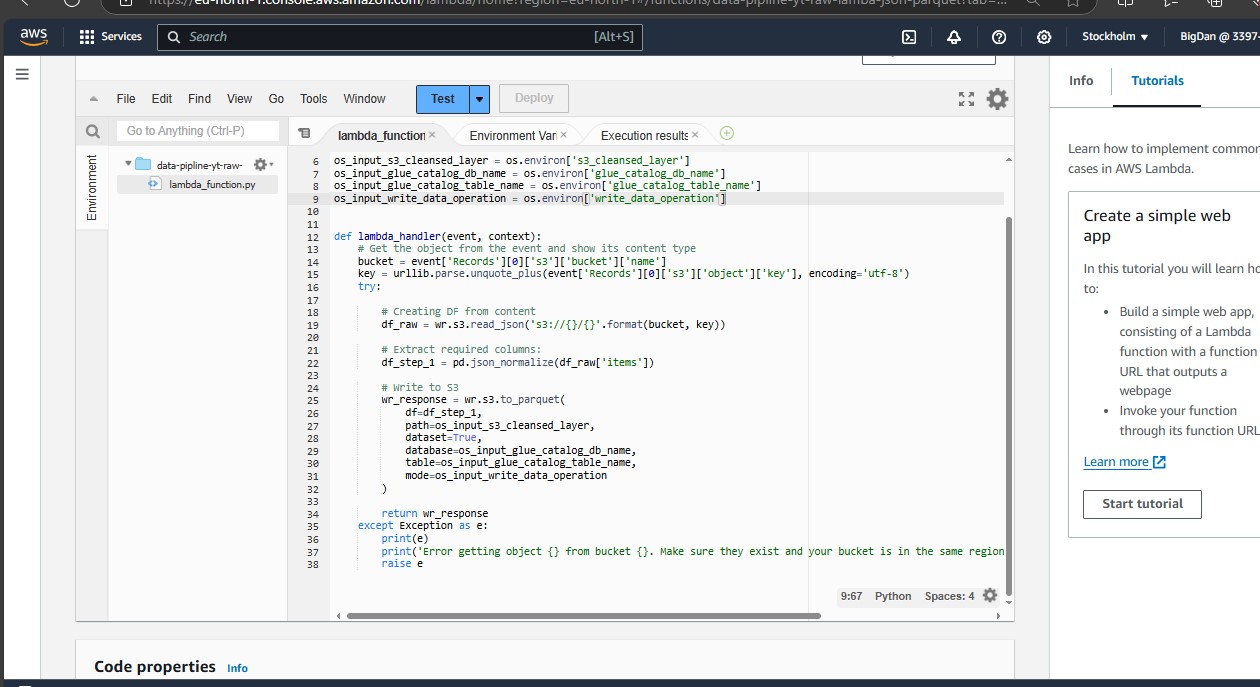 https://eu-north-1.console.aws.amazon.com/lambda/home?region=eu-north-1#/functions/data-pipline-yt-raw-lamba-json-parquet?tab=...
aws
Services
Search
[Alt+S]
Stockholm
BigDan @ 3397-
File Edit Find View Go Tools Window
Test
Deploy
Info
Tutorials
Go to Anything (Ctrl-P)
lambda_function
Environment Vari
Execution results
Environment
data-pipline-yt-raw-
lambda_function.py
6 os_input_s3_cleansed_layer = os.environ['s3_cleansed_layer']
7 os_input_glue_catalog_db_name = os.environ['glue_catalog_db_name']
8 os_input_glue_catalog_table_name = os.environ['glue_catalog_table_name']
9 os_input_write_data_operation = os.environ['write_data_operation']
10
11
12 def lambda_handler(event, context):
13 # Get the object from the event and show its content type
14 bucket = event['Records'][0]['s3']['bucket']['name']
15 key = urllib.parse.unquote_plus(event['Records'][0]['s3']['object']['key'], encoding='utf-8')
16 try:
17
18 # Creating DF from content
19 df_raw = wr.s3.read_json('s3://{}/{}'.format(bucket, key))
20
21 # Extract required columns:
22 df_step_1 = pd.json_normalize(df_raw['items'])
23
24 # Write to S3
25 wr_response = wr.s3.to_parquet(
26 df=df_step_1,
27 path=os_input_s3_cleansed_layer,
28 dataset=True,
29 database=os_input_glue_catalog_db_name,
30 table=os_input_glue_catalog_table_name,
31 mode=os_input_write_data_operation
32 )
33
34 return wr_response
35 except Exception as e:
36 print(e)
37 print('Error getting object {} from bucket {}. Make sure they exist and your bucket is in the same region
38 raise e
9:67 Python Spaces: 4
Code properties Info
Learn how to implement common
cases in AWS Lambda.
Create a simple web
app
In this tutorial you will learn ho
to:
• Build a simple web app,
consisting of a Lambda
function with a function
URL that outputs a
webpage
• Invoke your function
through its function URL
Learn more
Start tutorial